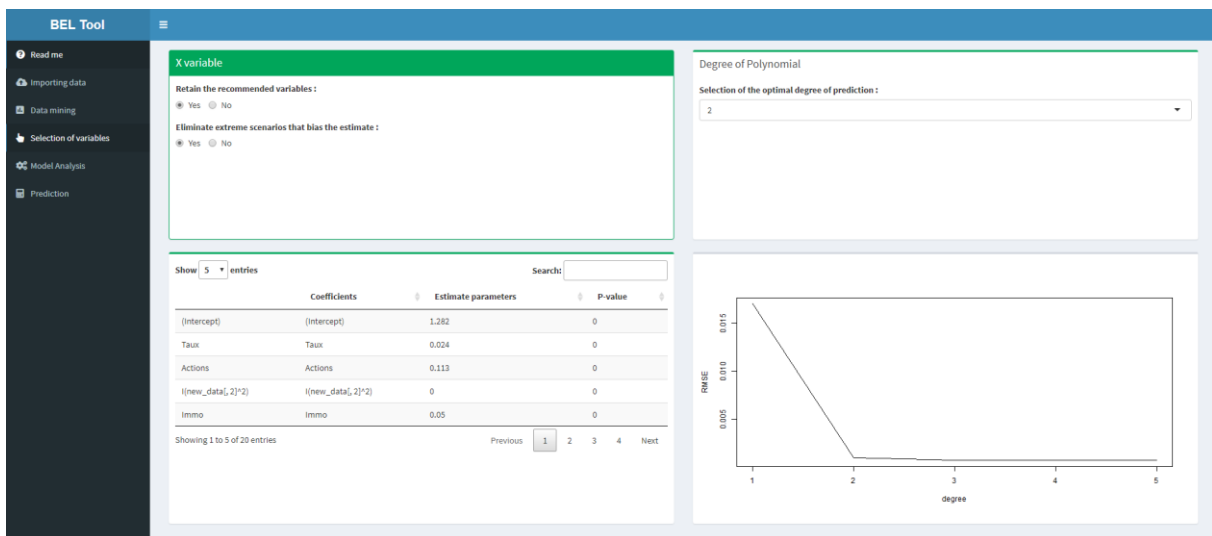 BEL Tool
Read me
Importing data
Data mining
Selection of variables
Model Analysis
Prediction
X variable
Retain the recommended variables :
Yes No
Eliminate extreme scenarios that bias the estimate :
Yes No
Degree of Polynomial
Selection of the optimal degree of prediction :
2
Show 5 entries Search:
Coefficients Estimate parameters P-value
(Intercept) (Intercept) 1.282 0
Taux Taux 0.024 0
Actions Actions 0.113 0
I(new_data[, 2]^2) I(new_data[, 2]^2) 0 0
Immo Immo 0.05 0
Showing 1 to 5 of 20 entries Previous 1 2 3 4 Next
RMSE
0.015
0.010
0.005
1 2 3 4 5
degree